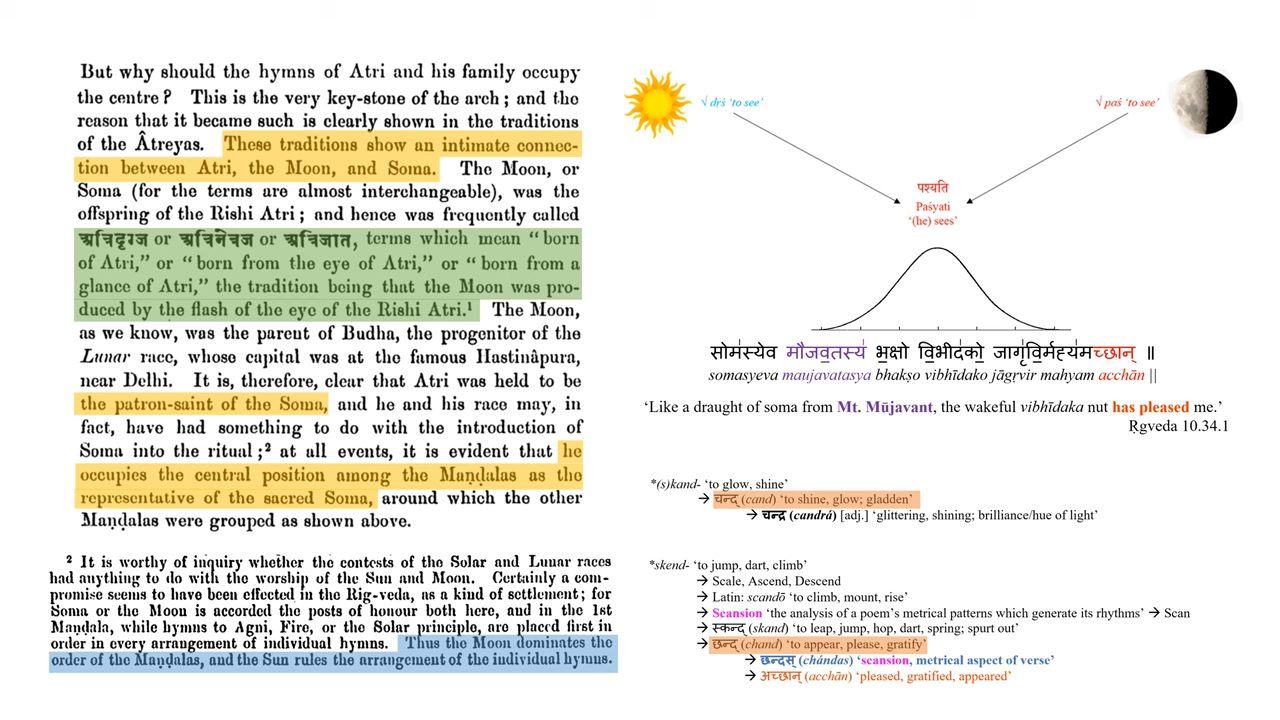 But why should the hymns of Atri and his family occupy
the centre? This is the very key-stone of the arch; and the
reason that it became such is clearly shown in the traditions
of the Âtreyas. These traditions show an intimate connec-
tion between Atri, the Moon, and Soma. The Moon, or
Soma (for the terms are almost interchangeable), was the
offspring of the Rishi Atri; and hence was frequently called
अत्रिदृग्ज or अत्रिनेत्रज or अत्रिजात, terms which mean “born
of Atri,” or “born from the eye of Atri,” or “born from a
glance of Atri,” the tradition being that the Moon was pro-
duced by the flash of the eye of the Rishi Atri.¹ The Moon,
as we know, was the parent of Budha, the progenitor of the
Lunar race, whose capital was at the famous Hastinâpura,
near Delhi. It is, therefore, clear that Atri was held to be
the patron-saint of the Soma, and he and his race may, in
fact, have had something to do with the introduction of
Soma into the ritual;² at all events, it is evident that he
occupies the central position among the Maṇḍalas as the
representative of the sacred Soma, around which the other
Maṇḍalas were grouped as shown above.
² It is worthy of inquiry whether the contests of the Solar and Lunar races
had anything to do with the worship of the Sun and Moon. Certainly a com-
promise seems to have been effected in the Rig-veda, as a kind of settlement; for
Soma or the Moon is accorded the posts of honour both here, and in the 1st
Maṇḍala, while hymns to Agni, Fire, or the Solar principle, are placed first in
order in every arrangement of individual hymns. Thus the Moon dominates the
order of the Maṇḍalas, and the Sun rules the arrangement of the individual hymns.
√ dṛś ‘to see’
√ paś ‘to see’
पश्यति
Paśyati
‘(he) sees’
सोम॑स्येव मौजव॒तस्य॑ भ॒क्षो वि॒भीद॑को॒ जागृ॑वि॒र्मह्य॑मच्छान् ॥
somasyeva maujavatasya bhakṣo vibhīdako jāgṛvir mahyam acchān ||
‘Like a draught of soma from Mt. Mūjavant, the wakeful vibhīdaka nut has pleased me.’
Ṛgveda 10.34.1
*(s)kand- ‘to glow, shine’
→ चन्द् (cand) ‘to shine, glow; gladden’
→ चन्द्र (candrá) [adj.] ‘glittering, shining; brilliance/hue of light’
*skend- ‘to jump, dart, climb’
→ Scale, Ascend, Descend
→ Latin: scandō ‘to climb, mount, rise’
→ Scansion ‘the analysis of a poem’s metrical patterns which generate its rhythms’ → Scan
→ स्कन्द् (skand) ‘to leap, jump, hop, dart, spring; spurt out’
→ छन्द् (chand) ‘to appear, please, gratify’
→ छन्दस् (chándas) ‘scansion, metrical aspect of verse’
→ अच्छान् (acchān) ‘pleased, gratified, appeared’